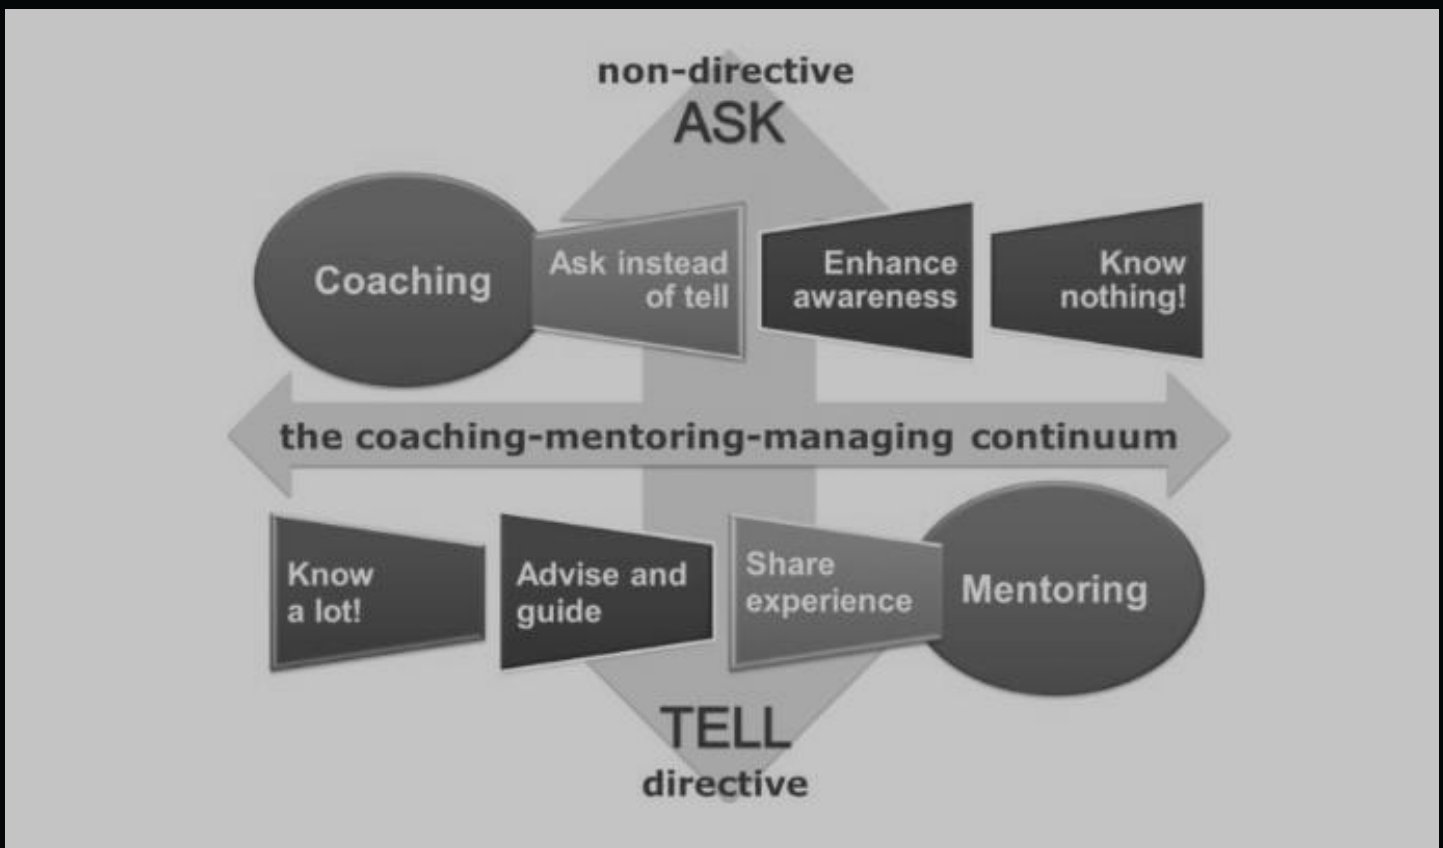 non-directive
ASK
Coaching
Ask instead
of tell
Enhance
awareness
Know
nothing!
the coaching-mentoring-managing continuum
Know
a lot!
Advise and
guide
Share
experience
Mentoring
TELL
directive